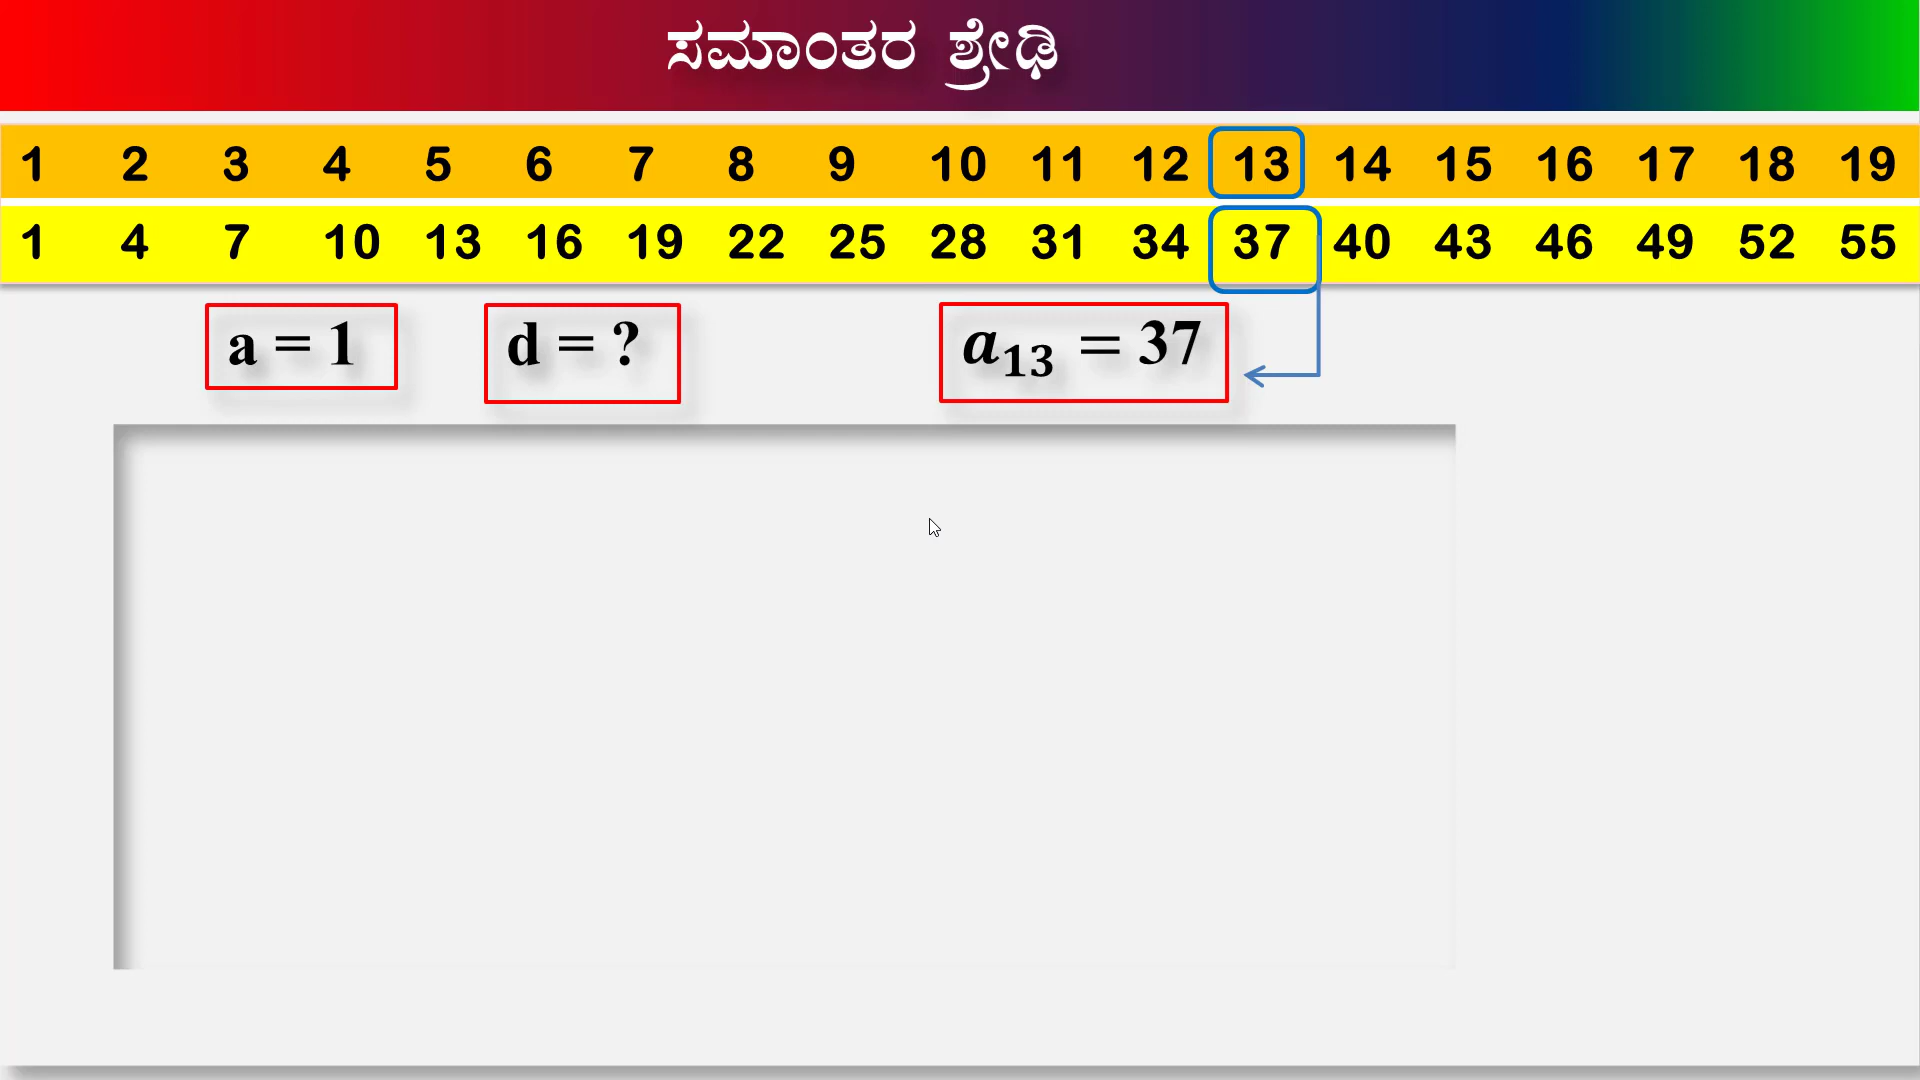 ಸಮಾಂತರ ಶ್ರೇಢಿ
1 2 3 4 5 6 7 8 9 10 11 12 13 14 15 16 17 18 19
1 4 7 10 13 16 19 22 25 28 31 34 37 40 43 46 49 52 55
a = 1 d = ? a₁₃ = 37